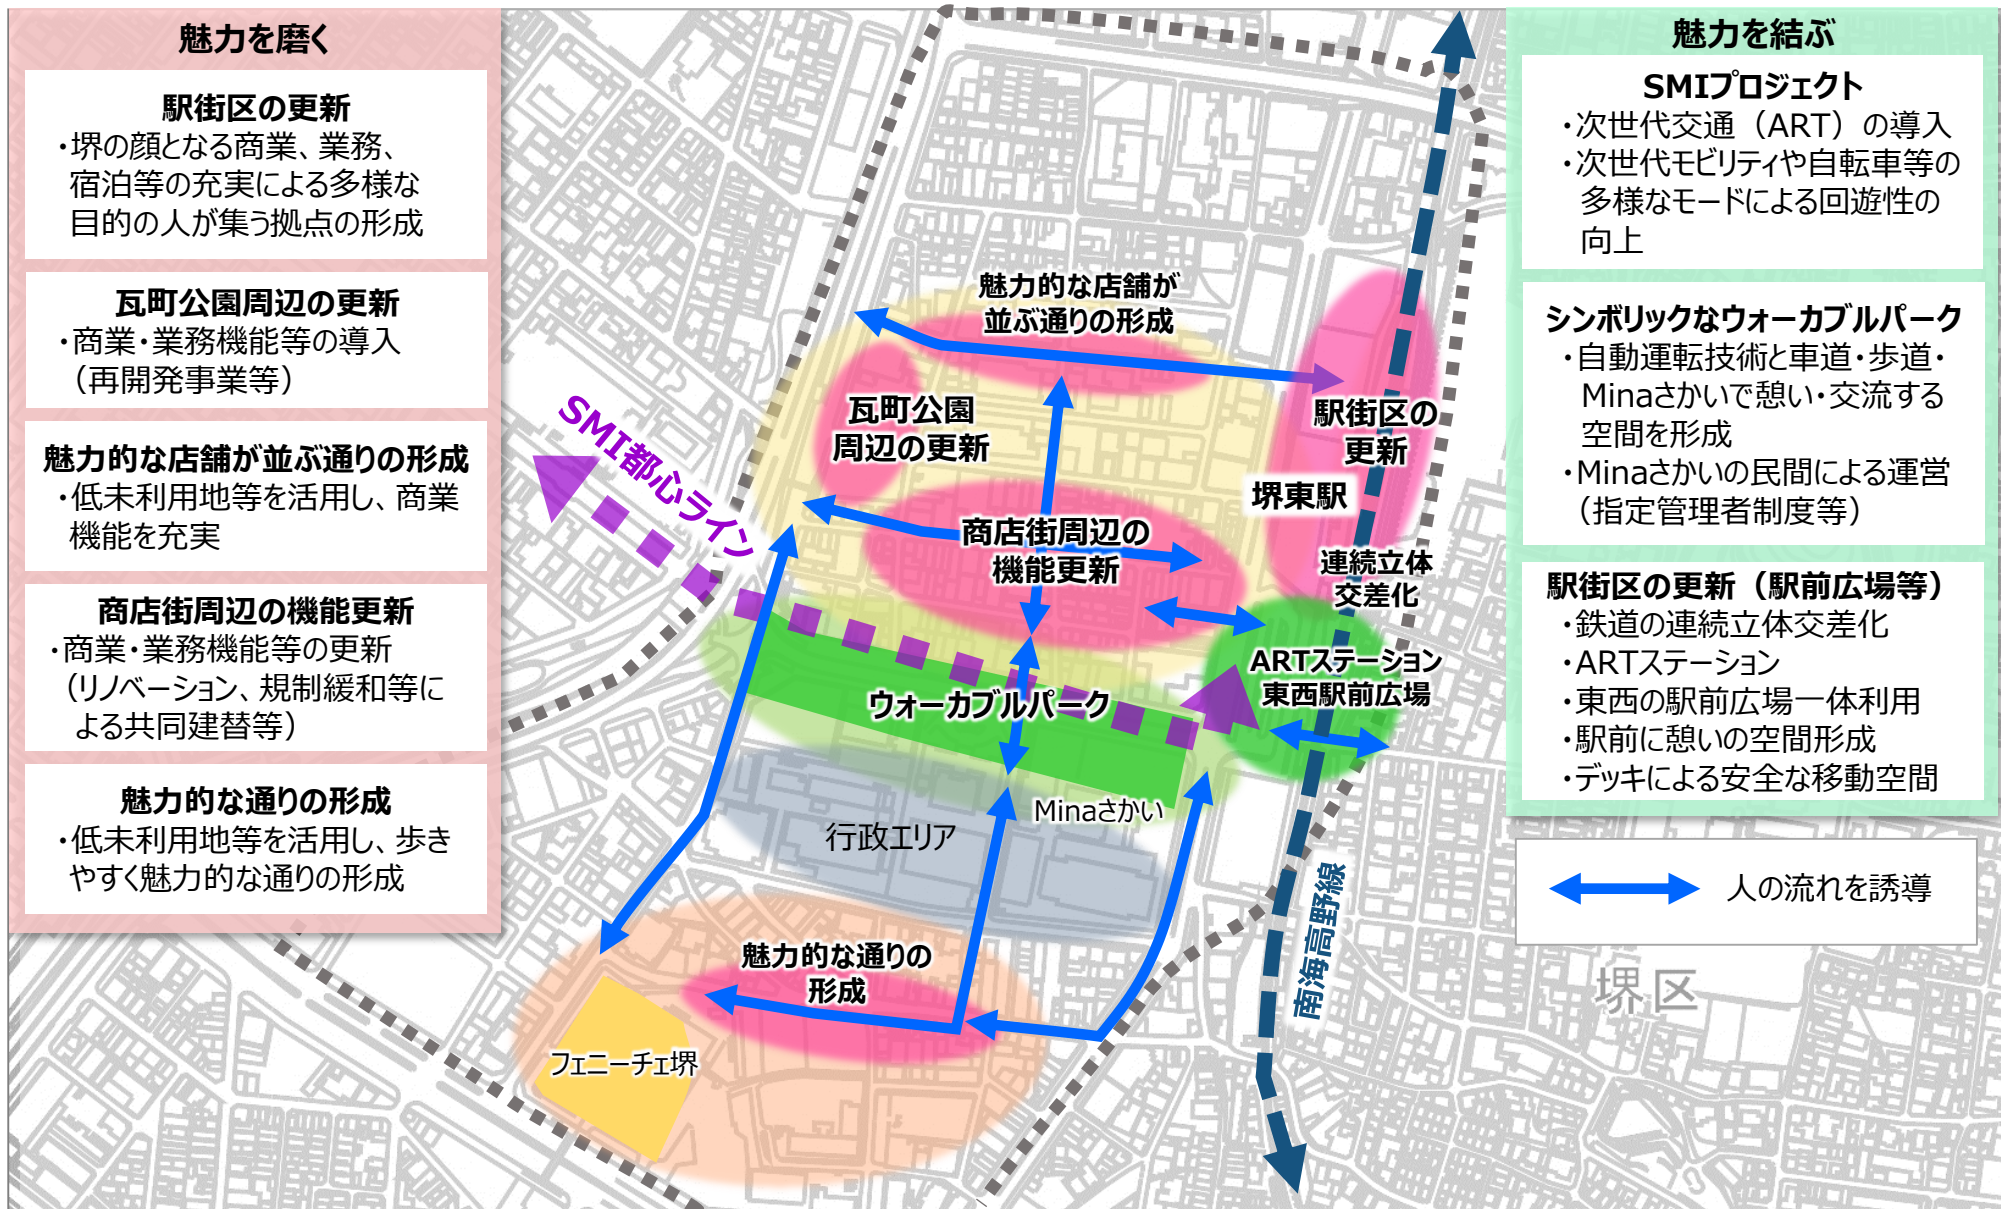 魅力を磨く
駅街区の更新
・堺の顔となる商業、業務、
宿泊等の充実による多様な
目的の人が集う拠点の形成
瓦町公園周辺の更新
・商業・業務機能等の導入
（再開発事業等）
魅力的な店舗が並ぶ通りの形成
・低未利用地等を活用し、商業
機能を充実
商店街周辺の機能更新
・商業・業務機能等の更新
（リノベーション、規制緩和等に
よる共同建替等）
魅力的な通りの形成
・低未利用地等を活用し、歩き
やすく魅力的な通りの形成
魅力的な店舗が
並ぶ通りの形成
瓦町公園
周辺の更新
駅街区の
更新
堺東駅
SMI都心ライン
商店街周辺の
機能更新
連続立体
交差化
ARTステーション
東西駅前広場
ウォーカブルパーク
Minaさかい
行政エリア
魅力的な通りの
形成
フェニーチェ堺
南海高野線
堺区
魅力を結ぶ
SMIプロジェクト
・次世代交通（ART）の導入
・次世代モビリティや自転車等の
多様なモードによる回遊性の
向上
シンボリックなウォーカブルパーク
・自動運転技術と車道・歩道・
Minaさかいで憩い・交流する
空間を形成
・Minaさかいの民間による運営
（指定管理者制度等）
駅街区の更新（駅前広場等）
・鉄道の連続立体交差化
・ARTステーション
・東西の駅前広場一体利用
・駅前に憩いの空間形成
・デッキによる安全な移動空間
人の流れを誘導